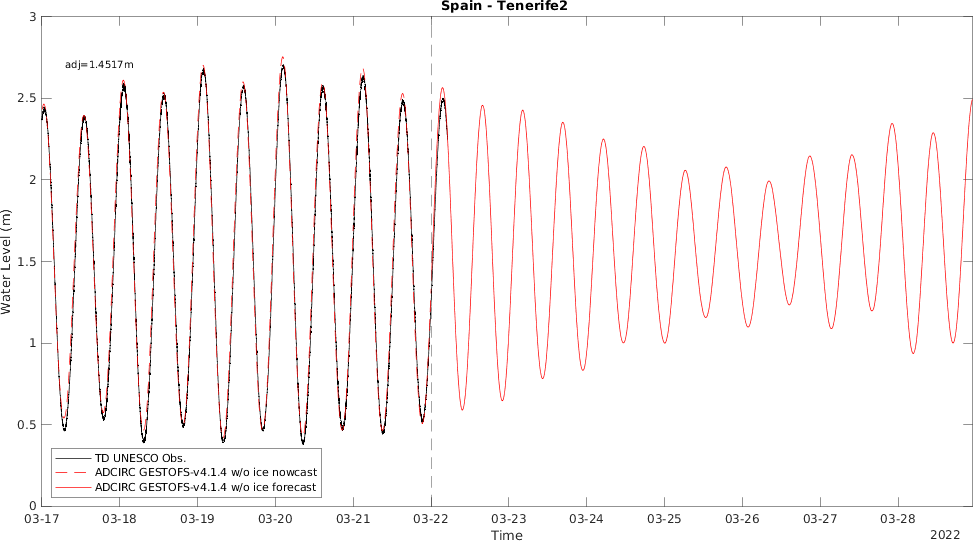 Spain - Tenerife2
3
adj=1.4517m
2.5
2
1.5
1
0.5
0
Water Level (m)
TD UNESCO Obs.
ADCIRC GESTOFS-v4.1.4 w/o ice nowcast
ADCIRC GESTOFS-v4.1.4 w/o ice forecast
03-17 03-18 03-19 03-20 03-21 03-22 03-23 03-24 03-25 03-26 03-27 03-28
Time
2022